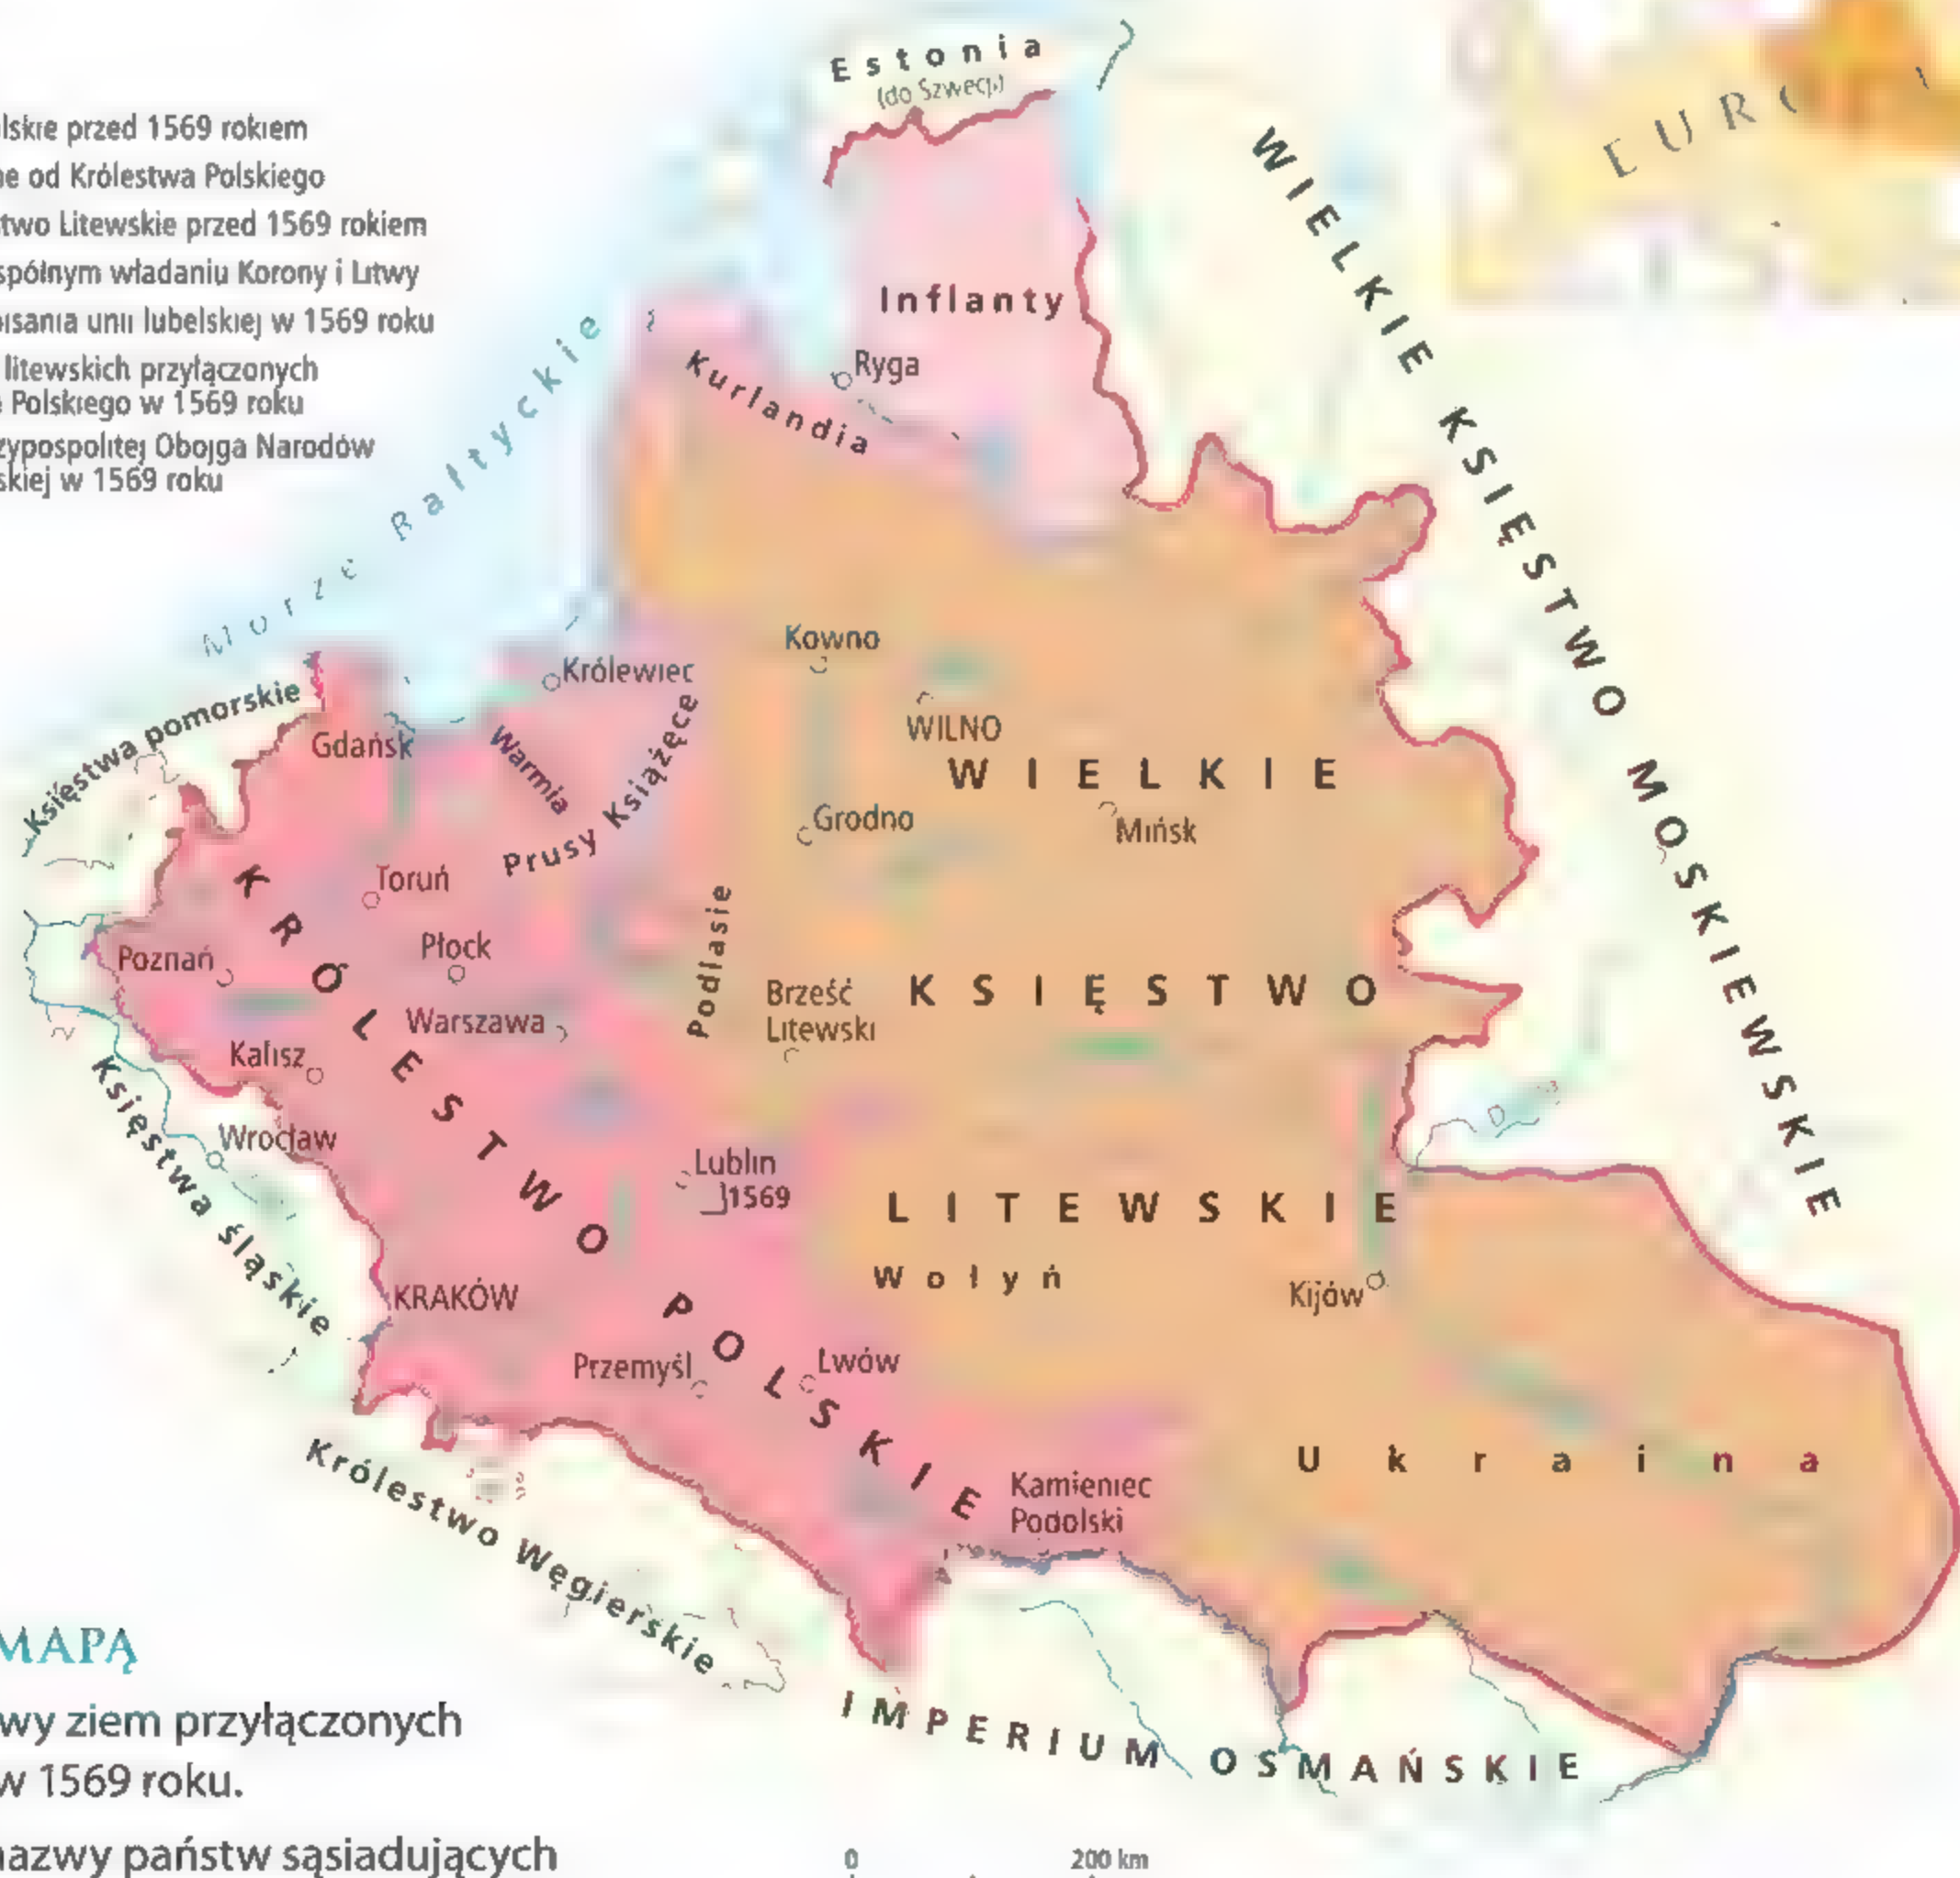 Estonia
(do Szwecji)
lskie przed 1569 rokiem
ne od Królestwa Polskiego
two Litewskie przed 1569 rokiem
spólnym władaniu Korony i Litwy
isania unii lubelskiej w 1569 roku
litewskich przyłączonych
Polskiego w 1569 roku
zypospolitej Obojga Narodów
skiej w 1569 roku
EURO
WIELKIE KSIĘSTWO MOSKIEWSKIE
Inflanty
Ryga
Kurlandia
Morze Bałtyckie
Kowno
Królewiec
WILNO
Księstwa pomorskie
Gdańsk
Warmia
Prusy Książęce
Grodno
Mińsk
Toruń
Płock
Poznań
Podlasie
Brześć
Litewski
Warszawa
Kalisz
Wrocław
Księstwa śląskie
Lublin
1569
WIELKIE
KSIĘSTWO
LITEWSKIE
KRÓLESTWO POLSKIE
Wołyń
Kijów
KRAKÓW
Przemyśl
Lwów
Ukraina
Kamieniec
Podolski
Królestwo Węgierskie
IMPERIUM OSMAŃSKIE
MAPĄ
wy ziem przyłączonych
w 1569 roku.
nazwy państw sąsiadujących
0 200 km